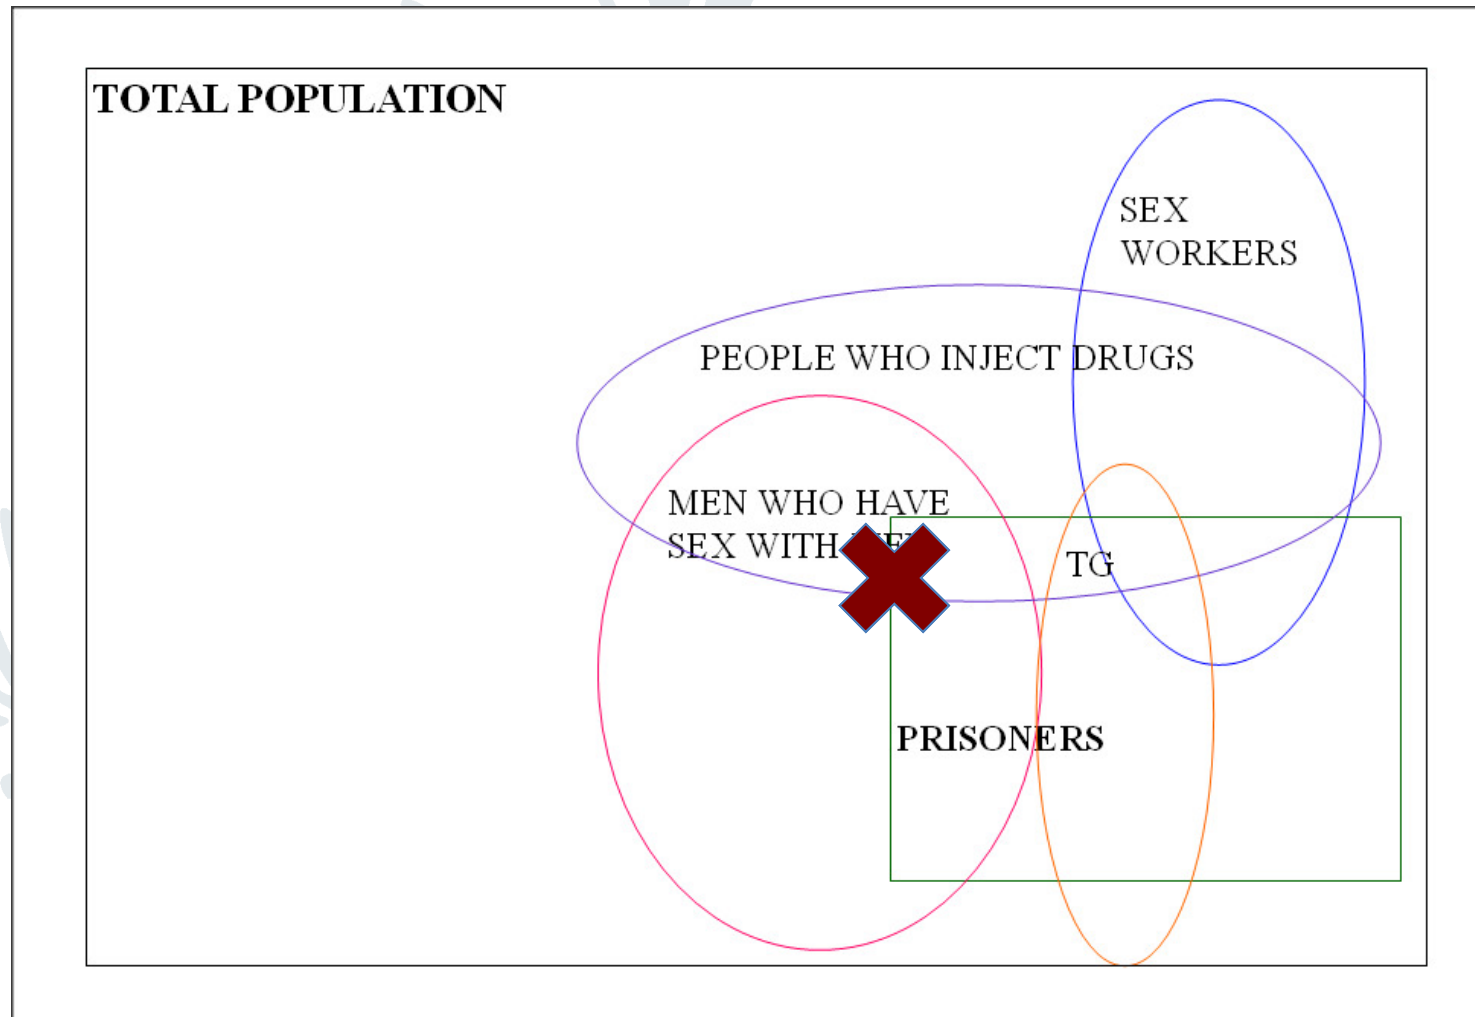 TOTAL POPULATION
SEX
WORKERS
PEOPLE WHO INJECT DRUGS
MEN WHO HAVE
SEX WITH
TG
PRISONERS